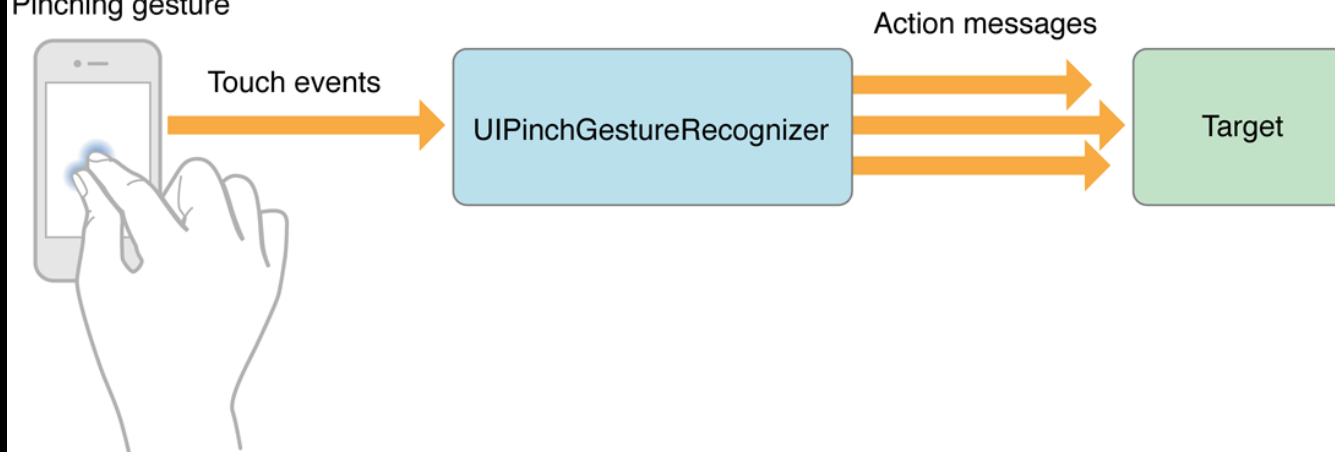 Pinching gesture
Action messages
Touch events
UIPinchGestureRecognizer
Target